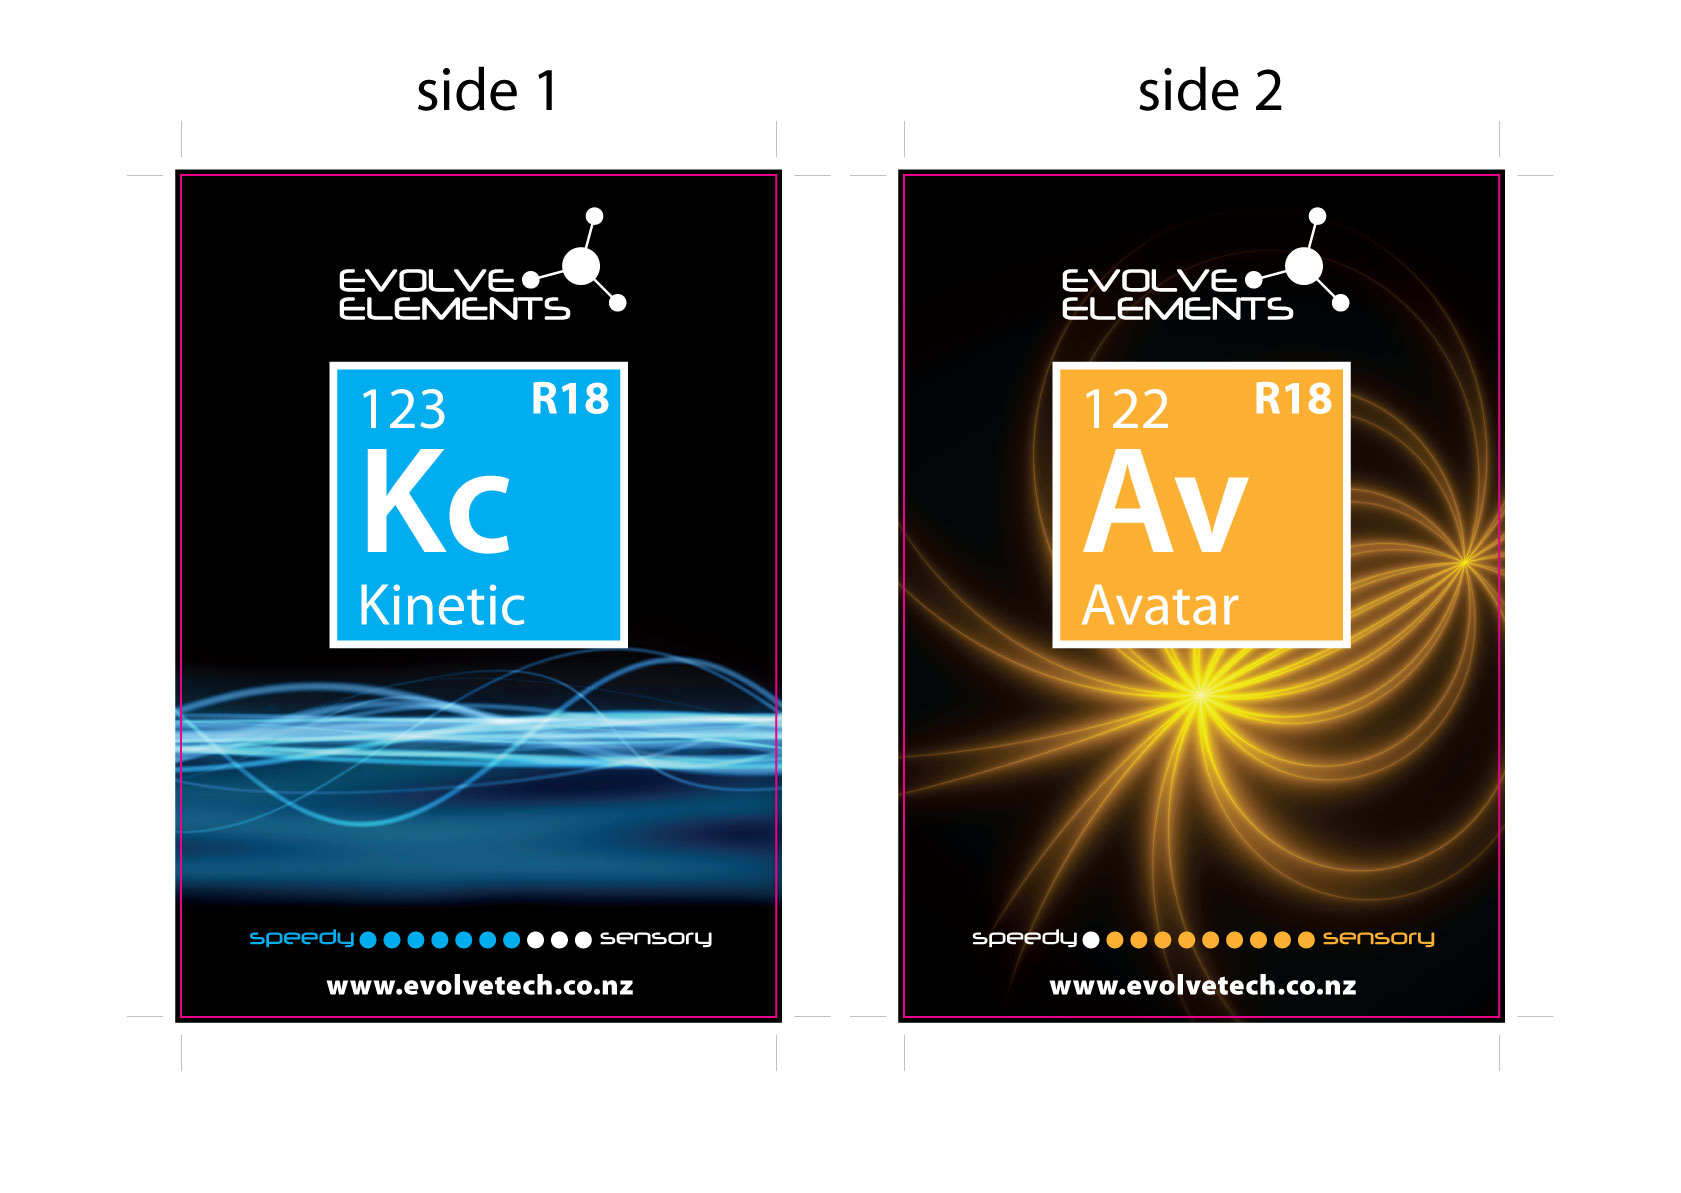 side 1
EVOLVE
ELEMENTS
123 R18
Kc
Kinetic
speedy sensory
www.evolvetech.co.nz
side 2
EVOLVE
ELEMENTS
122 R18
Av
Avatar
speedy sensory
www.evolvetech.co.nz